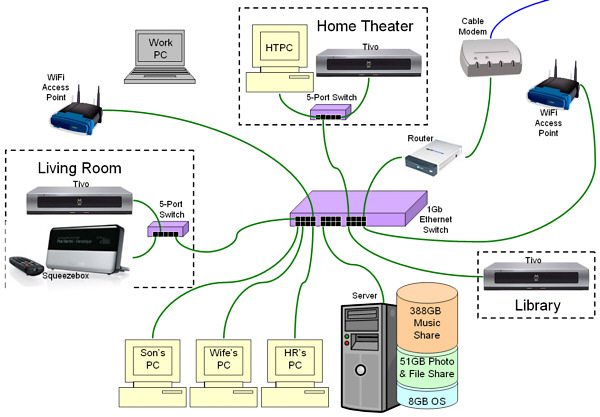 Home Theater
HTPC
Tivo
5-Port Switch
Work
PC
Cable
Modem
WiFi
Access
Point
WiFi
Access
Point
Router
Living Room
Tivo
5-Port
Switch
Squeezebox
1Gb
Ethernet
Switch
Tivo
Library
Son's
PC
Wife's
PC
HR's
PC
Server
388GB
Music
Share
51GB Photo
& File Share
8GB OS